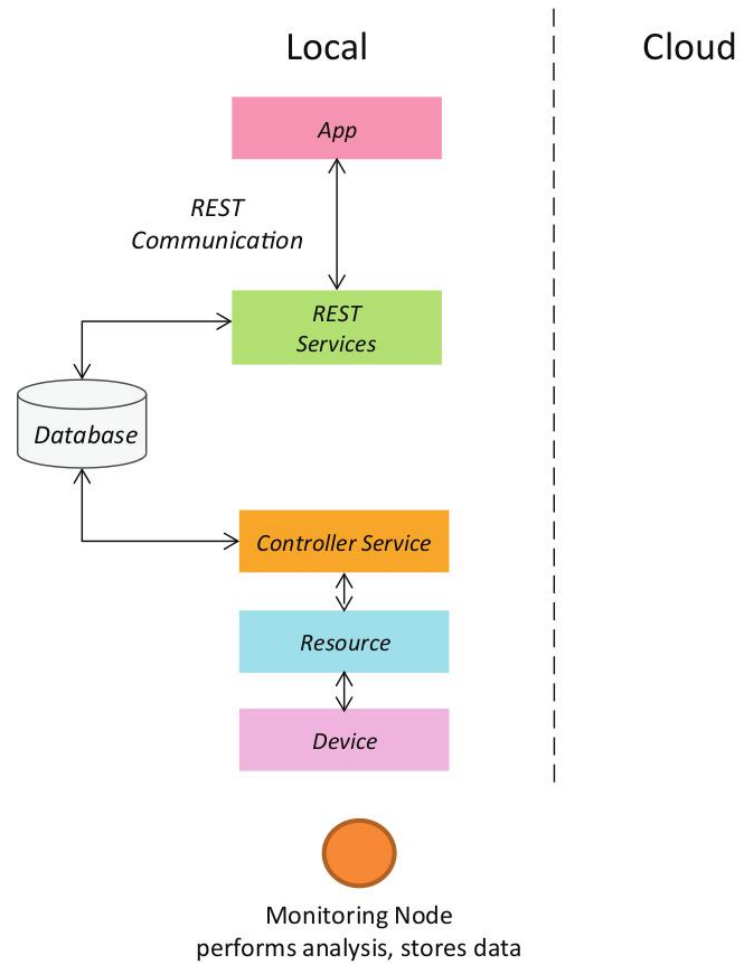 Local
Cloud
App
REST
Communication
REST
Services
Database
Controller Service
Resource
Device
Monitoring Node
performs analysis, stores data